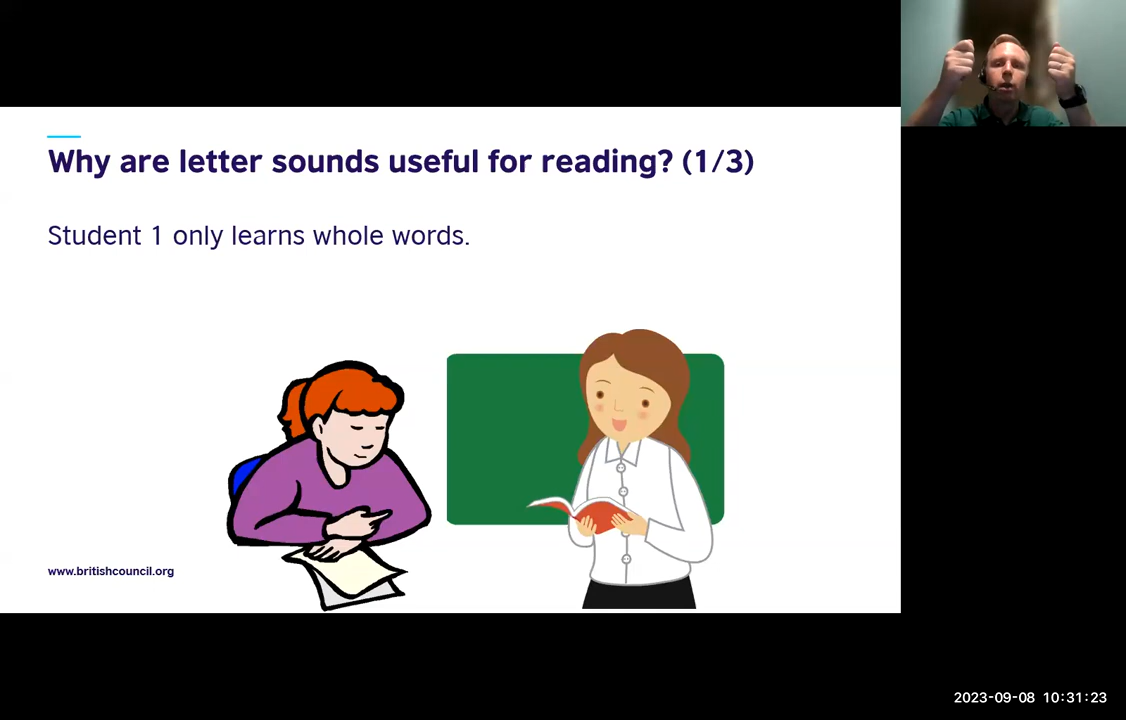 Why are letter sounds useful for reading? (1/3)
Student 1 only learns whole words.
www.britishcouncil.org
2023-09-08 10:31:23